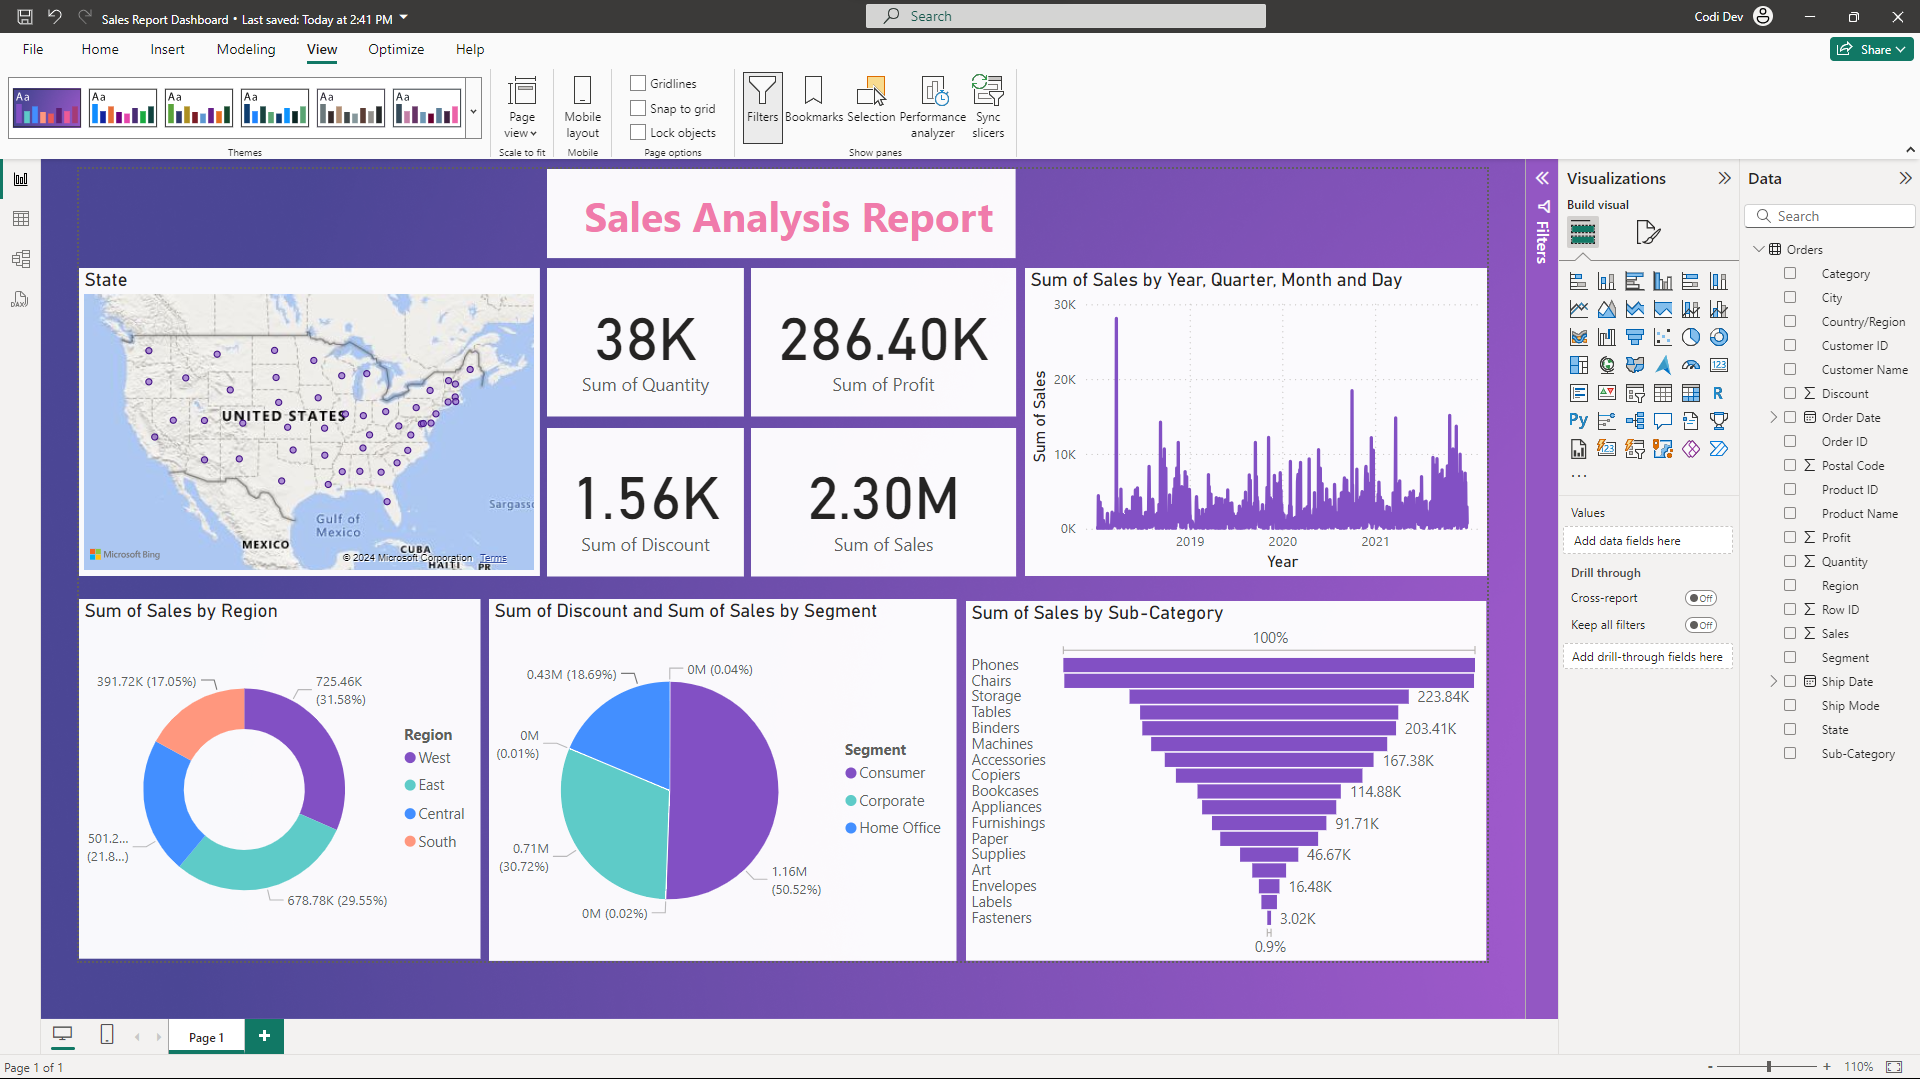 Sales Report Dashboard • Last saved: Today at 2:41 PM
Search
Codi Dev
File
Home
Insert
Modeling
View
Optimize
Help
Share
Aa
Aa
Aa
Aa
Aa
Aa
Themes
Page
view
Scale to fit
Mobile
layout
Mobile
Gridlines
Snap to grid
Lock objects
Page options
Filters
Bookmarks
Selection
Performance
analyzer
Sync
slicers
Show panes
Sales Analysis Report
State
UNITED STATES
MEXICO
Gulf of
Mexico
CUBA
HAITI
PR
Sargasso
Microsoft Bing
© 2024 Microsoft Corporation
Terms
38K
Sum of Quantity
286.40K
Sum of Profit
1.56K
Sum of Discount
2.30M
Sum of Sales
Sum of Sales by Year, Quarter, Month and Day
Sum of Sales
30K
20K
10K
0K
2019
2020
2021
Year
Sum of Sales by Region
391.72K (17.05%)
725.46K
(31.58%)
501.2...
(21.8...)
678.78K (29.55%)
Region
West
East
Central
South
Sum of Discount and Sum of Sales by Segment
0.43M (18.69%)
0M (0.04%)
0M
(0.01%)
0.71M
(30.72%)
0M (0.02%)
1.16M
(50.52%)
Segment
Consumer
Corporate
Home Office
Sum of Sales by Sub-Category
100%
Phones
Chairs
Storage
223.84K
Tables
Binders
203.41K
Machines
Accessories
167.38K
Copiers
Bookcases
114.88K
Appliances
Furnishings
91.71K
Paper
Supplies
46.67K
Art
Envelopes
16.48K
Labels
Fasteners
3.02K
0.9%
Filters
Visualizations
Build visual
123
R
Py
123
...
Values
Add data fields here
Drill through
Cross-report
Off
Keep all filters
Off
Add drill-through fields here
Data
Search
Orders
Category
City
Country/Region
Customer ID
Customer Name
Discount
Order Date
Order ID
Postal Code
Product ID
Product Name
Profit
Quantity
Region
Row ID
Sales
Segment
Ship Date
Ship Mode
State
Sub-Category
DAX
Page 1
Page 1 of 1
110%